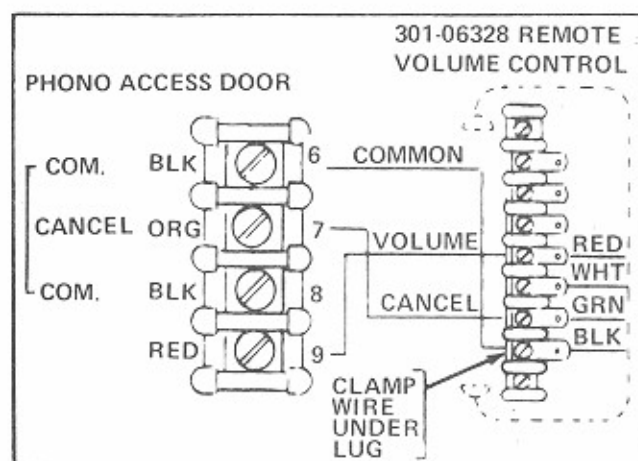 301-06328 REMOTE
VOLUME CONTROL
PHONO ACCESS DOOR
COM. BLK 6 COMMON
CANCEL ORG 7
VOLUME RED
WHT
COM. BLK 8
CANCEL GRN
RED 9 BLK
CLAMP
WIRE
UNDER
LUG